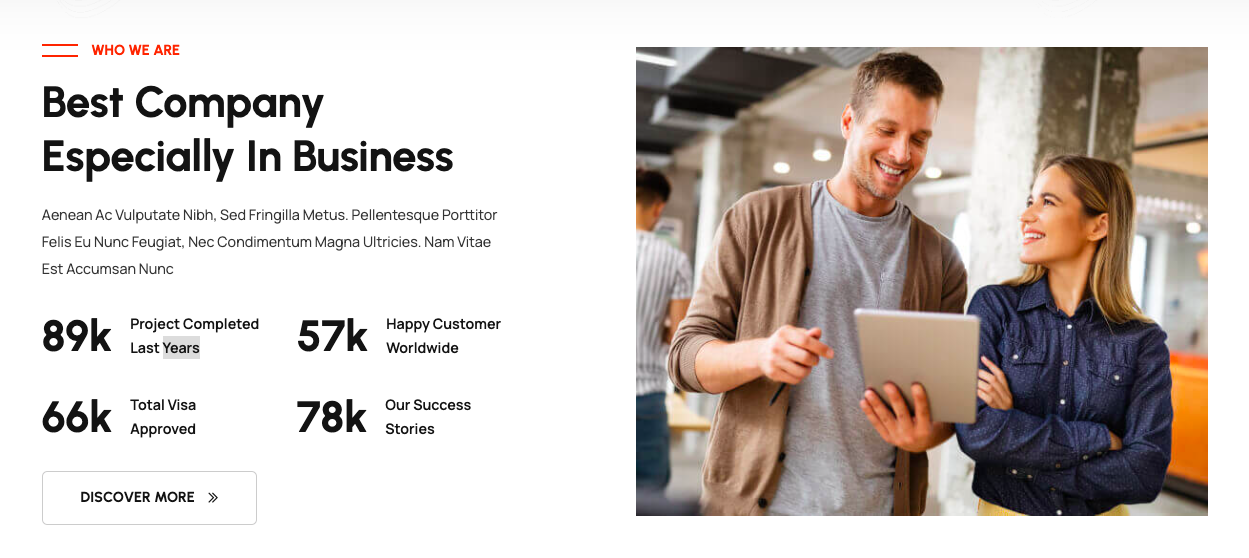 WHO WE ARE
Best Company
Especially In Business
Aenean Ac Vulputate Nibh, Sed Fringilla Metus. Pellentesque Porttitor
Felis Eu Nunc Feugiat, Nec Condimentum Magna Ultricies. Nam Vitae
Est Accumsan Nunc
89k
Project Completed
Last Years
57k
Happy Customer
Worldwide
66k
Total Visa
Approved
78k
Our Success
Stories
DISCOVER MORE